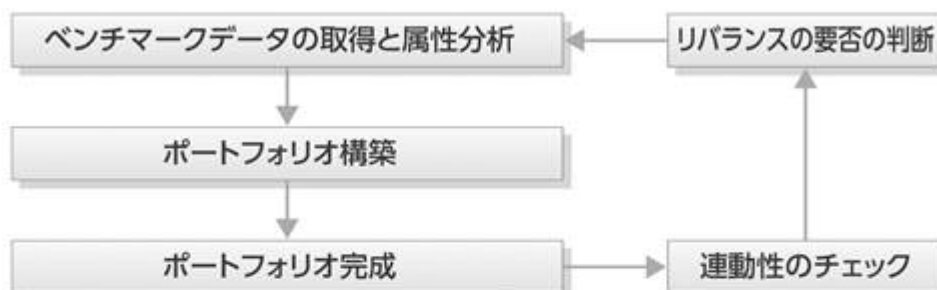 ベンチマークデータの取得と属性分析
リバランスの要否の判断
ポートフォリオ構築
ポートフォリオ完成
連動性のチェック